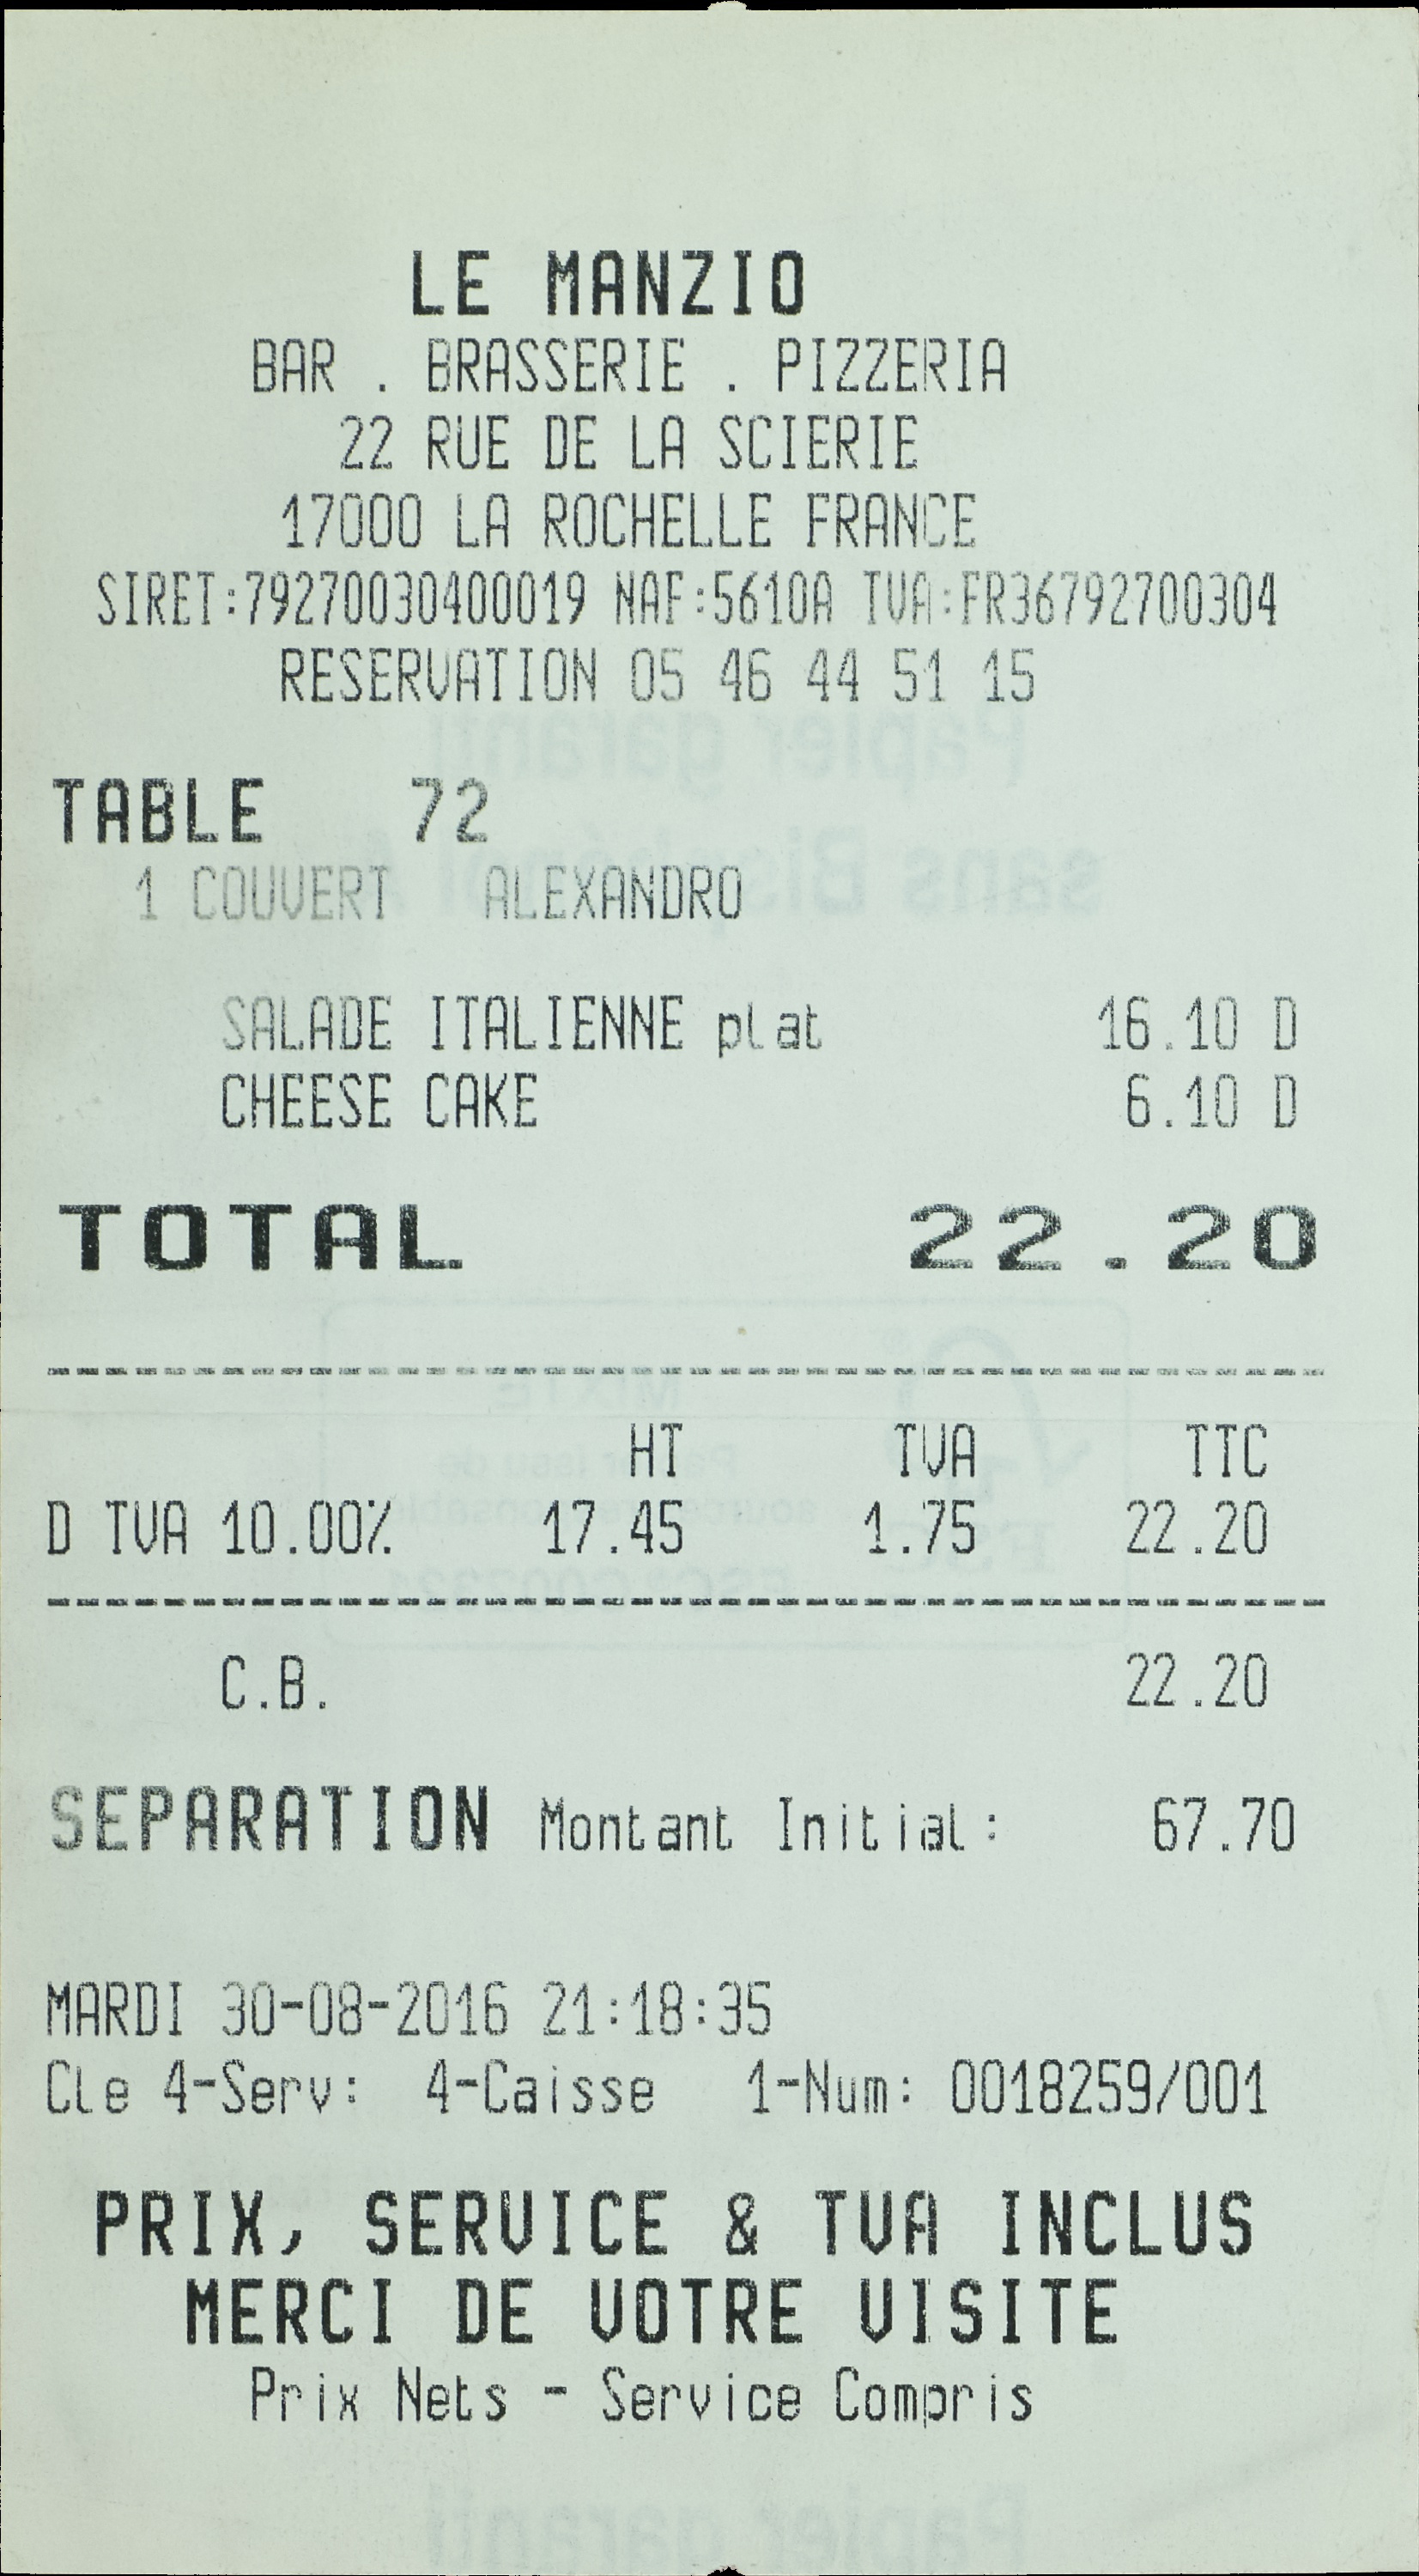 LE MANZIO
BAR . BRASSERIE . PIZZERIA
22 RUE DE LA SCIERIE
17000 LA ROCHELLE FRANCE
SIRET:79270030400019 NAF:5610A TVA:FR36792700304
RESERVATION 05 46 44 51 15
TABLE 72
1 COUVERT ALEXANDRO
SALADE ITALIENNE plat 16.10 D
CHEESE CAKE 6.10 D
TOTAL 22.20
HT TVA TTC
D TVA 10.00% 17.45 1.75 22.20
C.B. 22.20
SEPARATION Montant Initial: 67.70
MARDI 30-08-2016 21:18:35
Cle 4-Serv: 4-Caisse 1-Num: 0018259/001
PRIX, SERVICE & TVA INCLUS
MERCI DE VOTRE VISITE
Prix Nets - Service Compris